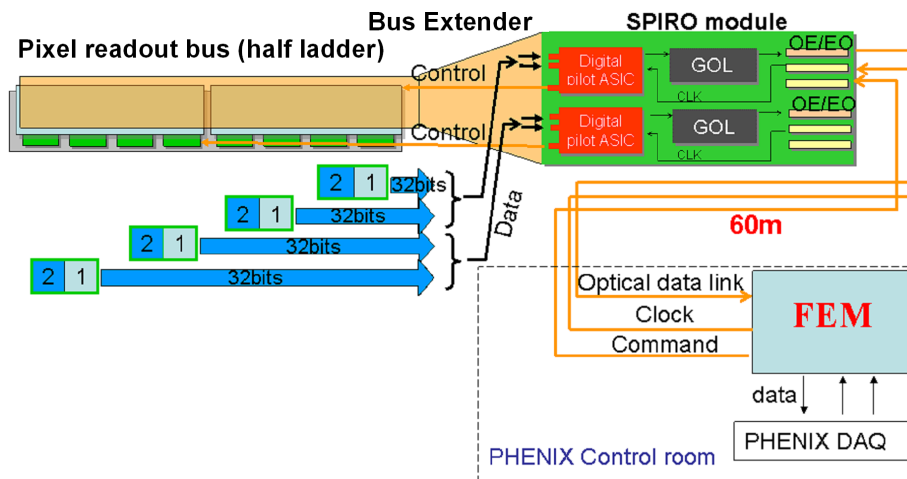 Bus Extender
SPIRO module
Pixel readout bus (half ladder)
OE/EO
Digital
pilot ASIC
GOL
Control
CLK
OE/EO
Digital
pilot ASIC
GOL
Control
CLK
2 1 32bits
2 1 32bits
Data
2 1 32bits
2 1 32bits
60m
Optical data link
FEM
Clock
Command
data
PHENIX DAQ
PHENIX Control room